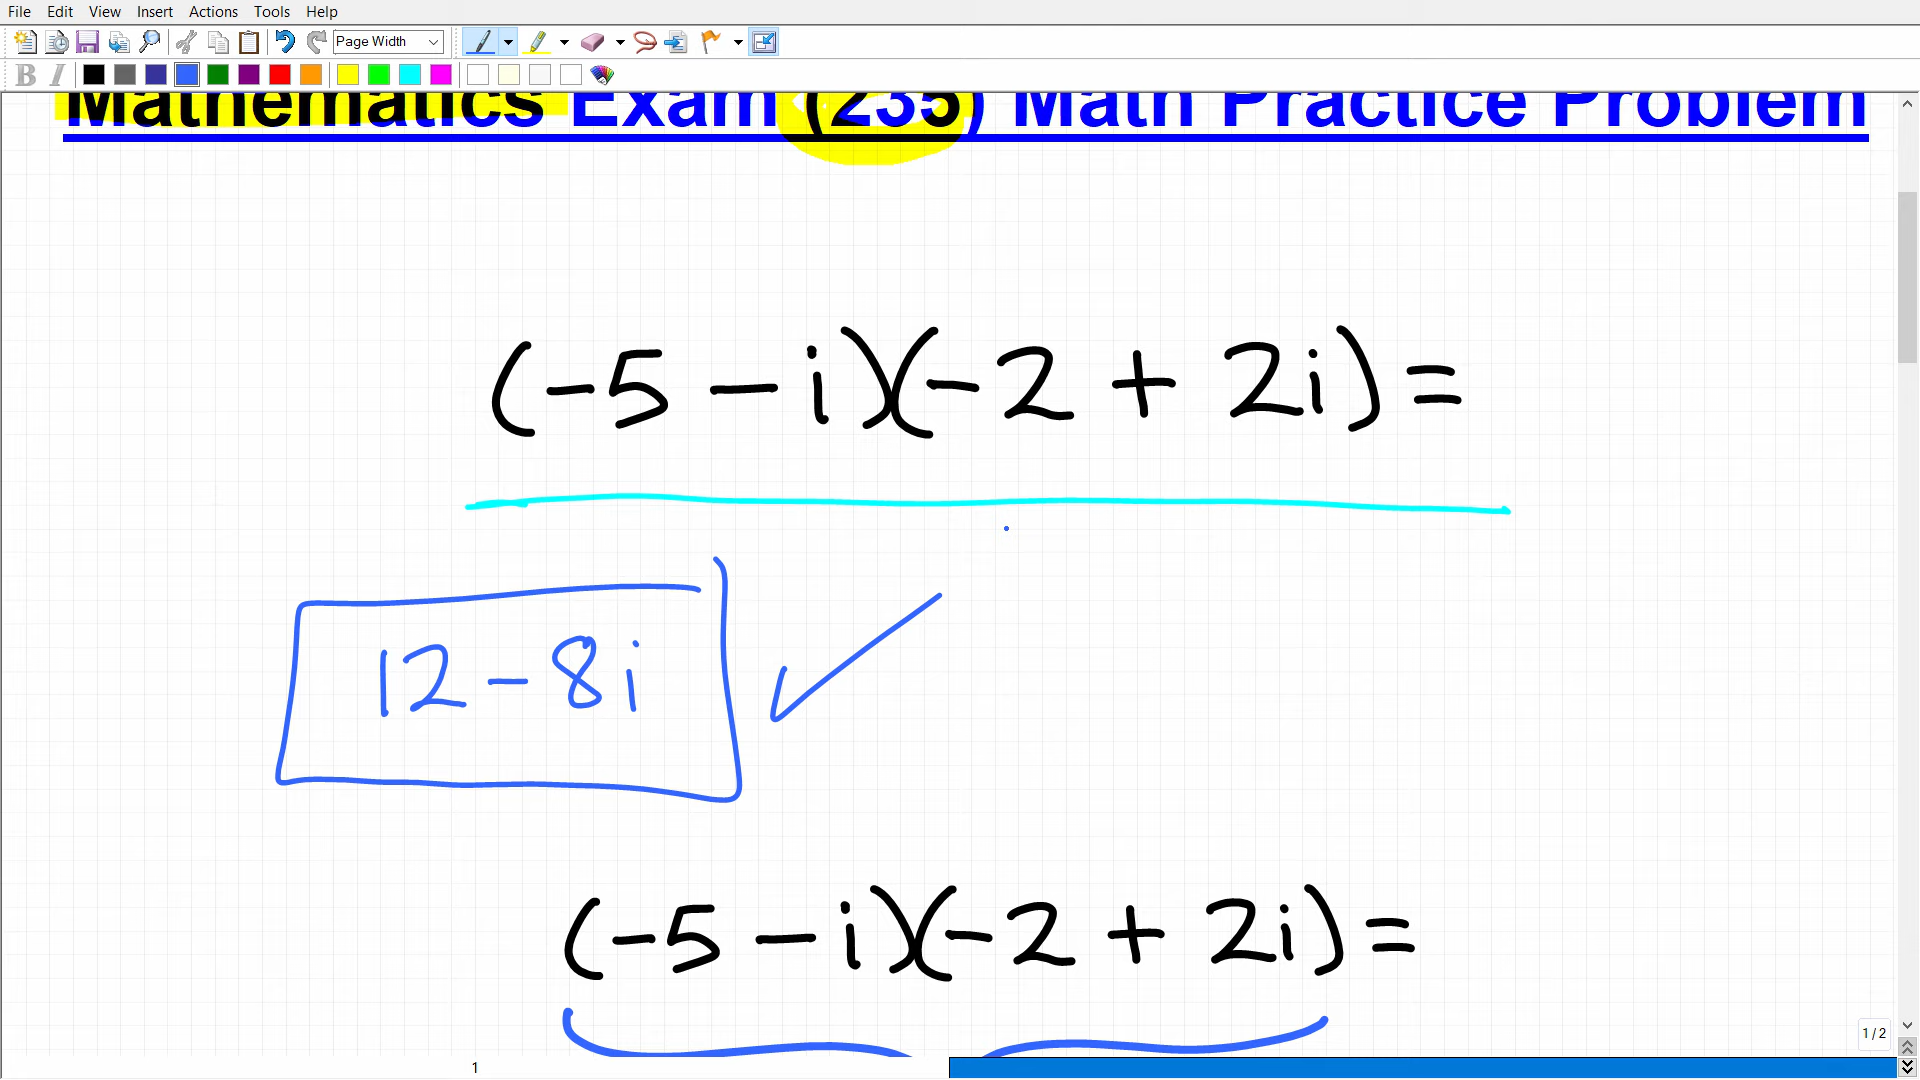 File Edit View Insert Actions Tools Help
Page Width
B I
Mathematics Exam (235) Math Practice Problem
(-5 - i)(-2 + 2i) =
12 - 8i
(-5 - i)(-2 + 2i) =
1 / 2
1